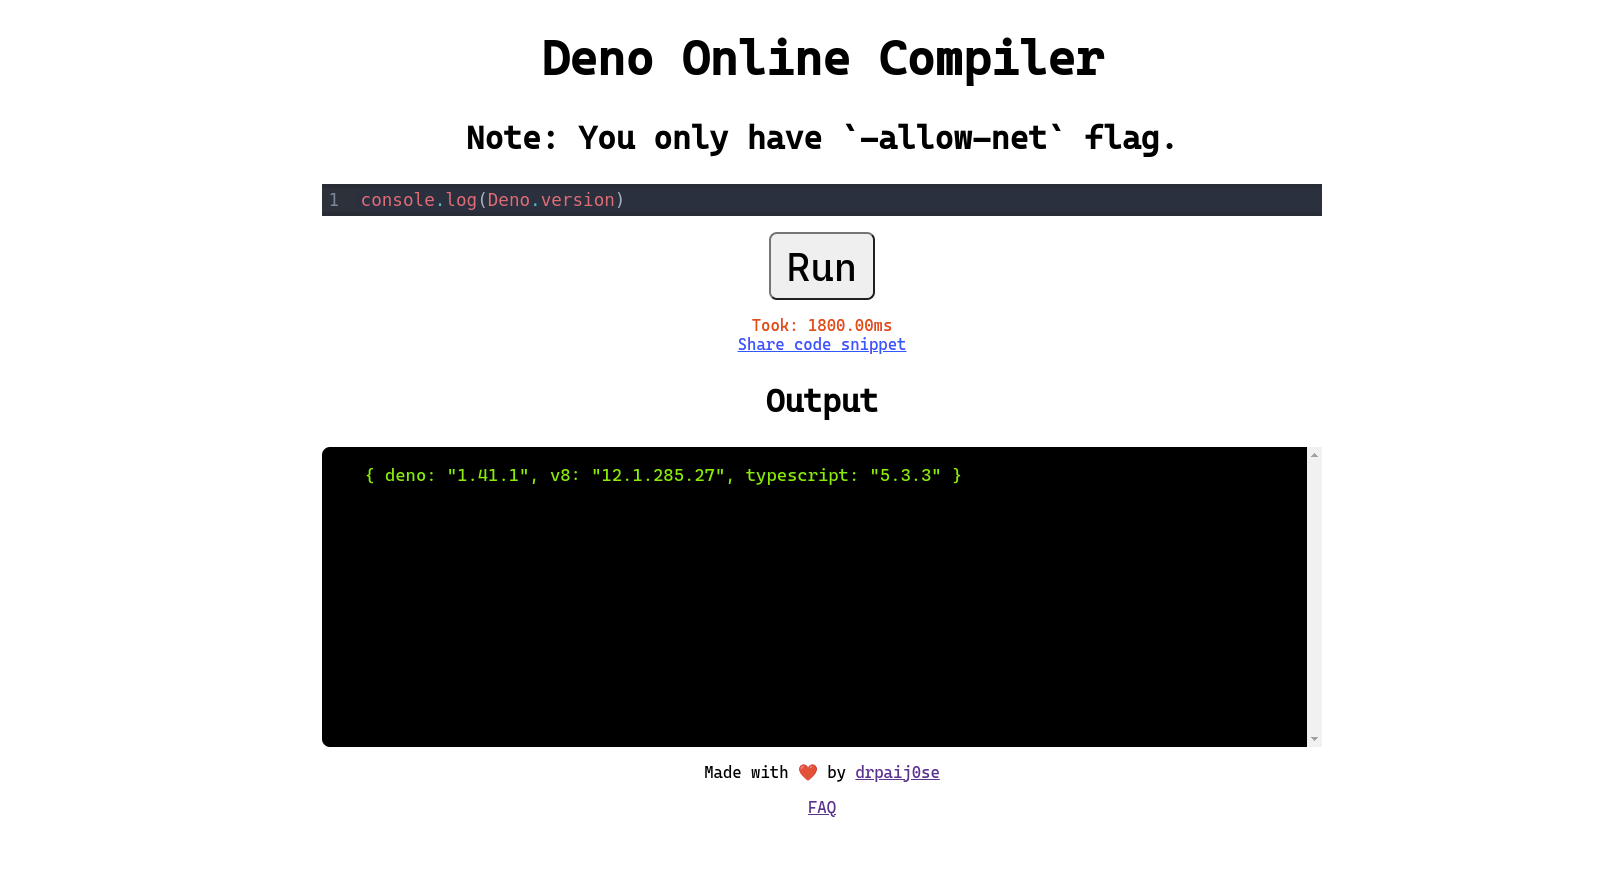 Deno Online Compiler
Note: You only have `-allow-net` flag.
1 console.log(Deno.version)
Run
Took: 1800.00ms
Share code snippet
Output
{ deno: "1.41.1", v8: "12.1.285.27", typescript: "5.3.3" }
Made with ❤️ by drpaij0se
FAQ